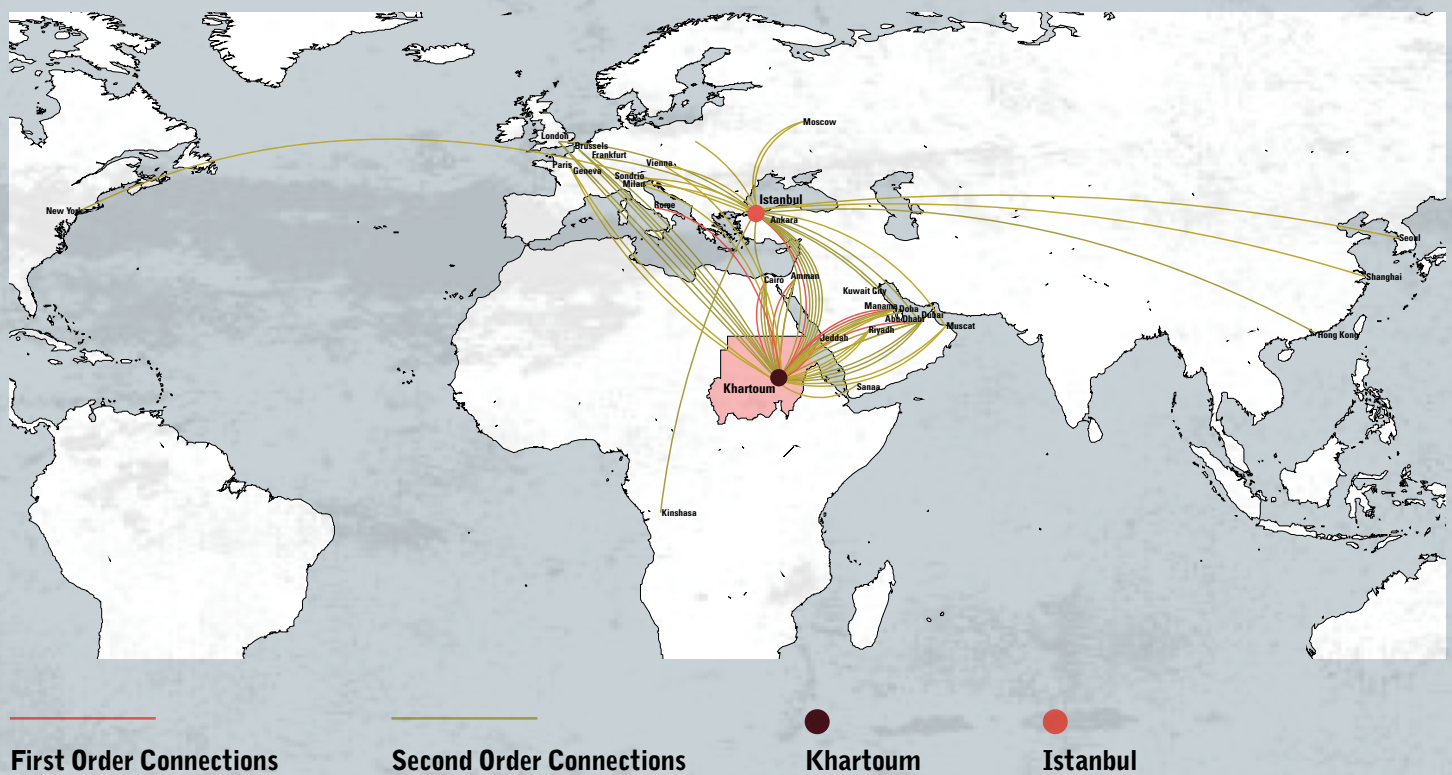 Moscow
London
Brussels
Frankfurt
Paris
Geneva
Vienna
Sondrio
Milan
New York
Rome
Istanbul
Ankara
Seoul
Cairo
Amman
Shanghai
Kuwait City
Manama
Doha
Abu Dhabi
Dubai
Muscat
Riyadh
Jeddah
Hong Kong
Khartoum
Sanaa
Kinshasa
First Order Connections
Second Order Connections
Khartoum
Istanbul